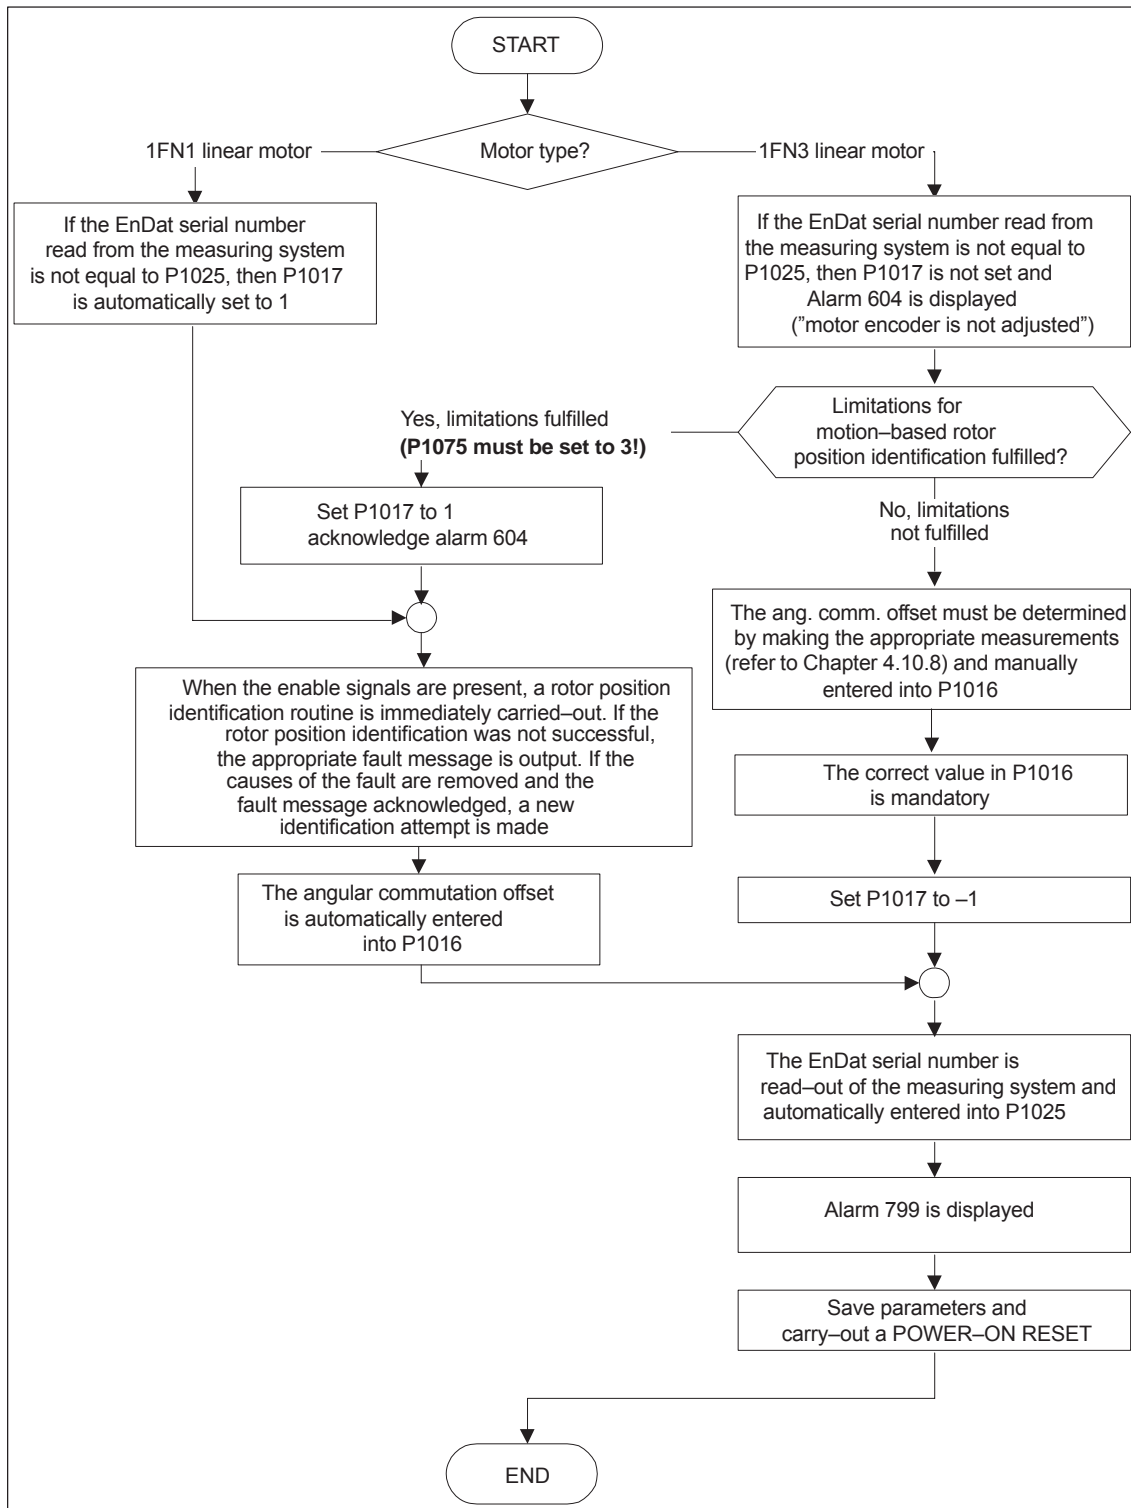 START
Motor type?
1FN1 linear motor
1FN3 linear motor
If the EnDat serial number
read from the measuring system
is not equal to P1025, then P1017
is automatically set to 1
If the EnDat serial number read from
the measuring system is not equal to
P1025, then P1017 is not set and
Alarm 604 is displayed
(”motor encoder is not adjusted”)
Limitations for
motion–based rotor
position identification fulfilled?
Yes, limitations fulfilled
(P1075 must be set to 3!)
Set P1017 to 1
acknowledge alarm 604
No, limitations
not fulfilled
The ang. comm. offset must be determined
by making the appropriate measurements
(refer to Chapter 4.10.8) and manually
entered into P1016
When the enable signals are present, a rotor position
identification routine is immediately carried–out. If the
rotor position identification was not successful,
the appropriate fault message is output. If the
causes of the fault are removed and the
fault message acknowledged, a new
identification attempt is made
The correct value in P1016
is mandatory
The angular commutation offset
is automatically entered
into P1016
Set P1017 to –1
The EnDat serial number is
read–out of the measuring system and
automatically entered into P1025
Alarm 799 is displayed
Save parameters and
carry–out a POWER–ON RESET
END